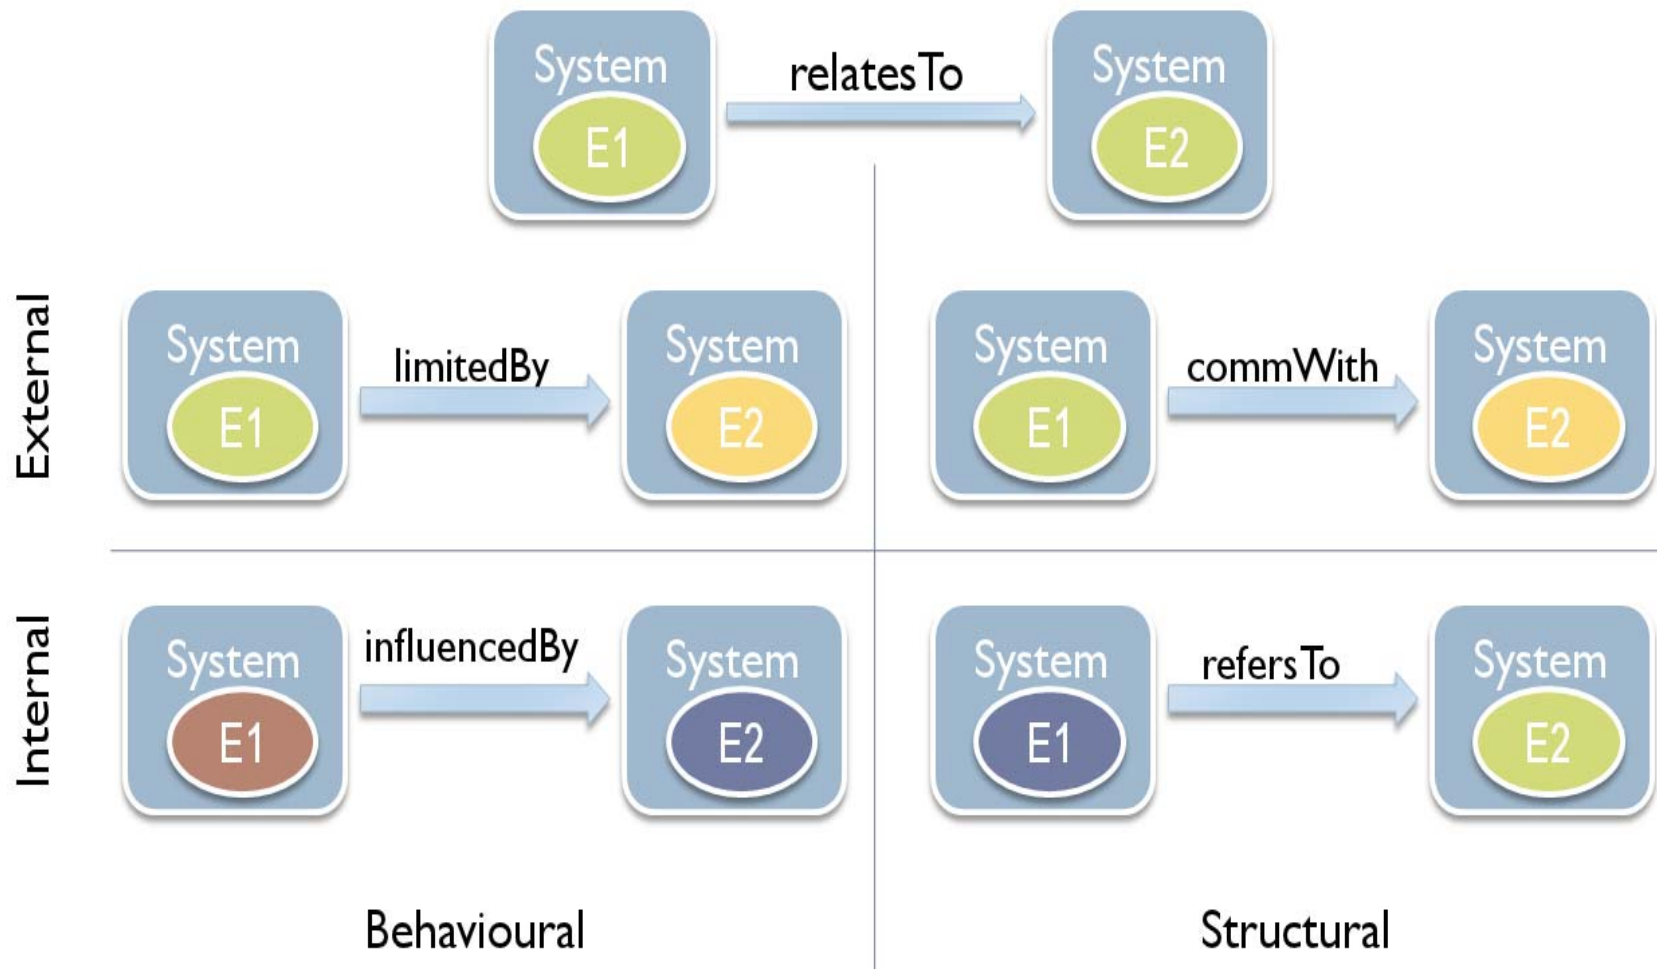 System
relatesTo
System
E1
E2
External
System
limitedBy
System
E1
E2
System
commWith
System
E1
E2
Internal
System
influencedBy
System
E1
E2
System
refersTo
System
E1
E2
Behavioural
Structural